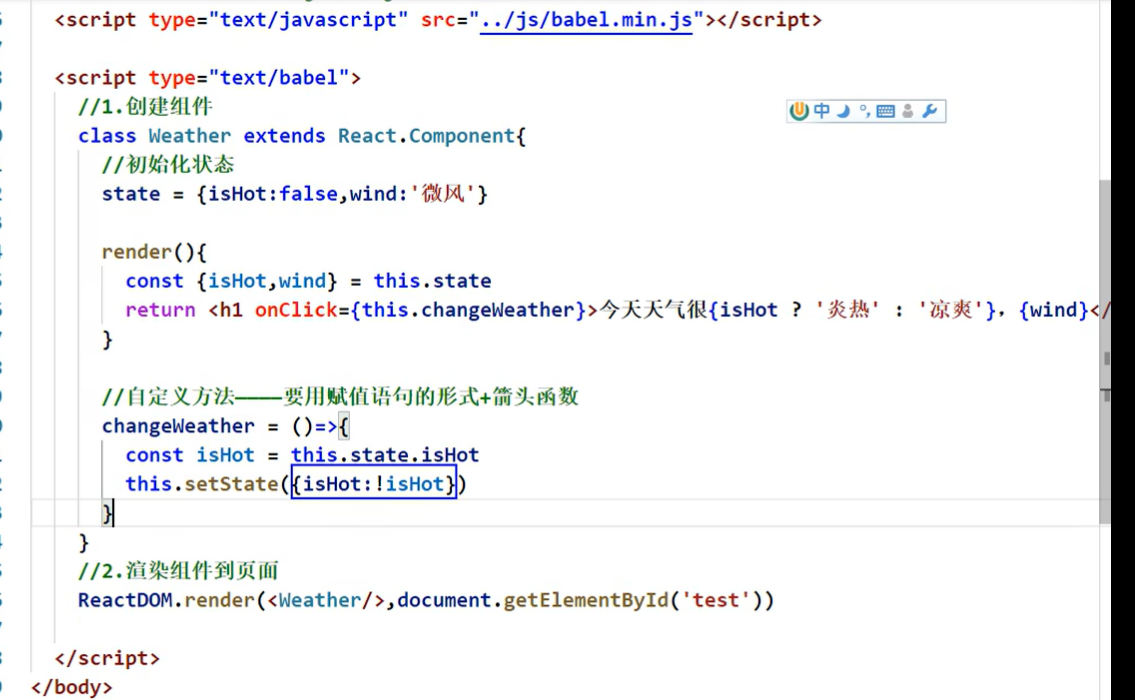 <script type="text/javascript" src="../js/babel.min.js"></script>
<script type="text/babel">
//1.创建组件
中
class Weather extends React.Component{
//初始化状态
state = {isHot:false,wind:'微风'}
render(){
const {isHot,wind} = this.state
return <h1 onClick={this.changeWeather}>今天天气很{isHot ? '炎热' : '凉爽'}，{wind}</
}
//自定义方法————要用赋值语句的形式+箭头函数
changeWeather = ()=>{
const isHot = this.state.isHot
this.setState({isHot:!isHot})
}
}
//2.渲染组件到页面
ReactDOM.render(<Weather/>,document.getElementById('test'))
</script>
</body>